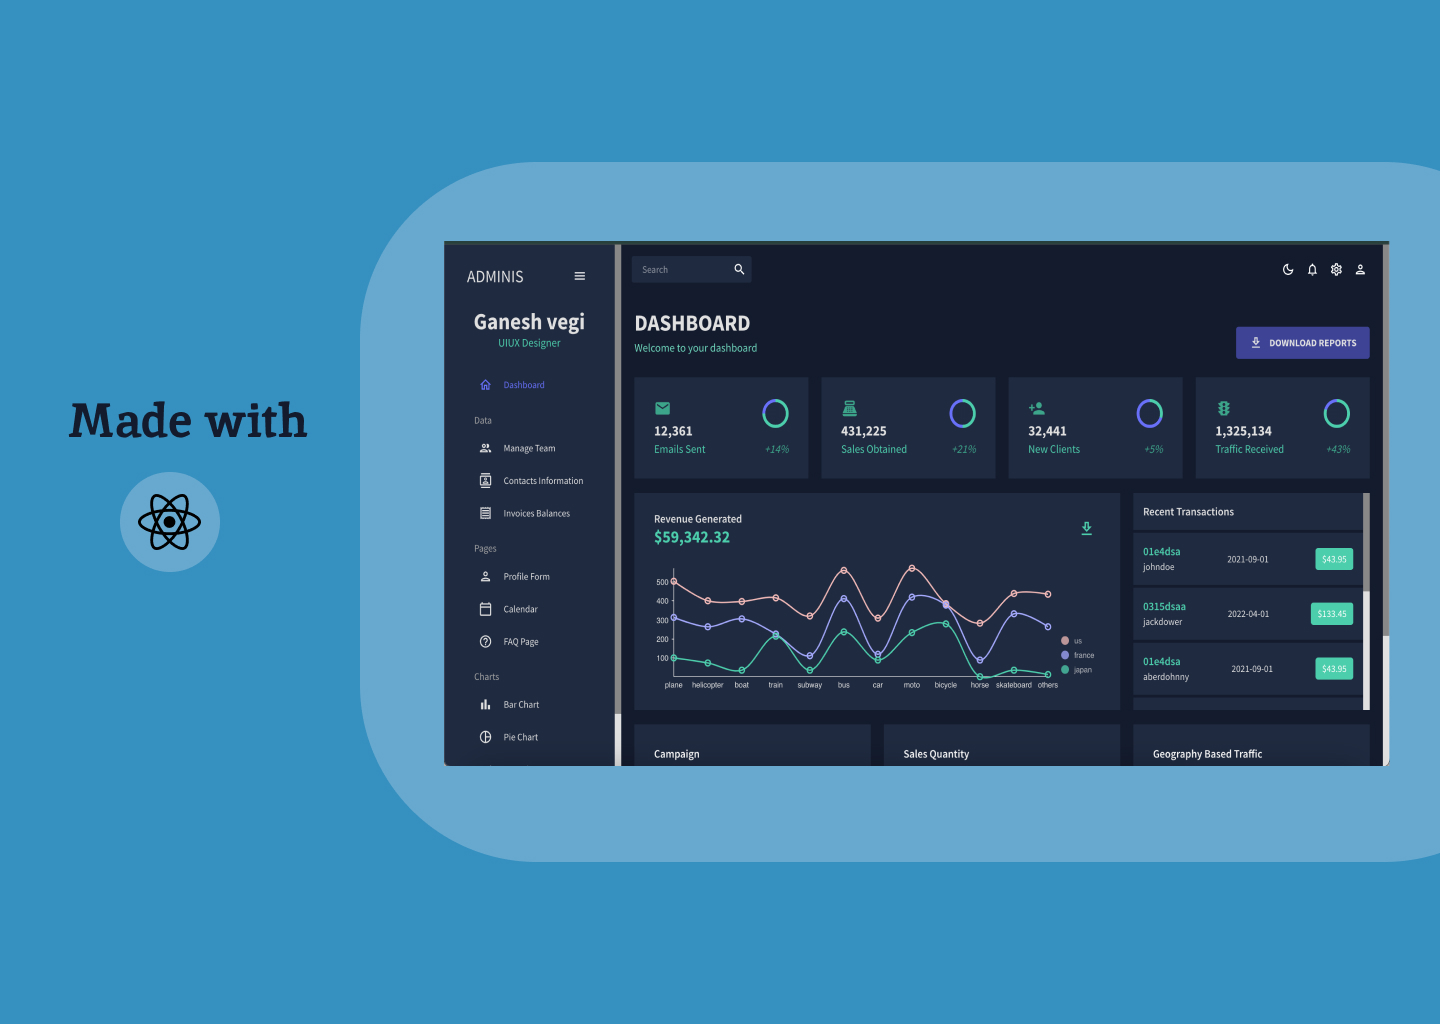 Made with
ADMINIS
Ganesh vegi
UIUX Designer
Dashboard
Data
Manage Team
Contacts Information
Invoices Balances
Pages
Profile Form
Calendar
FAQ Page
Charts
Bar Chart
Pie Chart
Search
DASHBOARD
Welcome to your dashboard
DOWNLOAD REPORTS
12,361
Emails Sent +14%
431,225
Sales Obtained +21%
32,441
New Clients +5%
1,325,134
Traffic Received +43%
Revenue Generated
$59,342.32
500
400
300
200
100
plane helicopter boat train subway bus car moto bicycle horse skateboard others
us
france
japan
Recent Transactions
01e4dsa
johndoe
2021-09-01
$43.95
0315dsaa
jackdower
2022-04-01
$133.45
01e4dsa
aberdohnny
2021-09-01
$43.95
Campaign
Sales Quantity
Geography Based Traffic